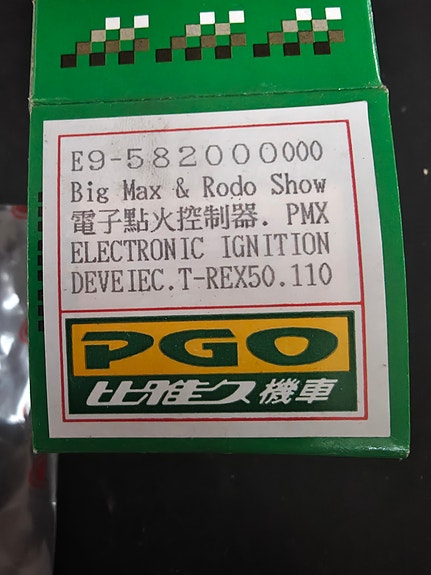 E9-582000000
Big Max & Rodo Show
電子點火控制器. PMX
ELECTRONIC IGNITION
DEVEIEC.T-REX50.110
PGO
比雅久機車